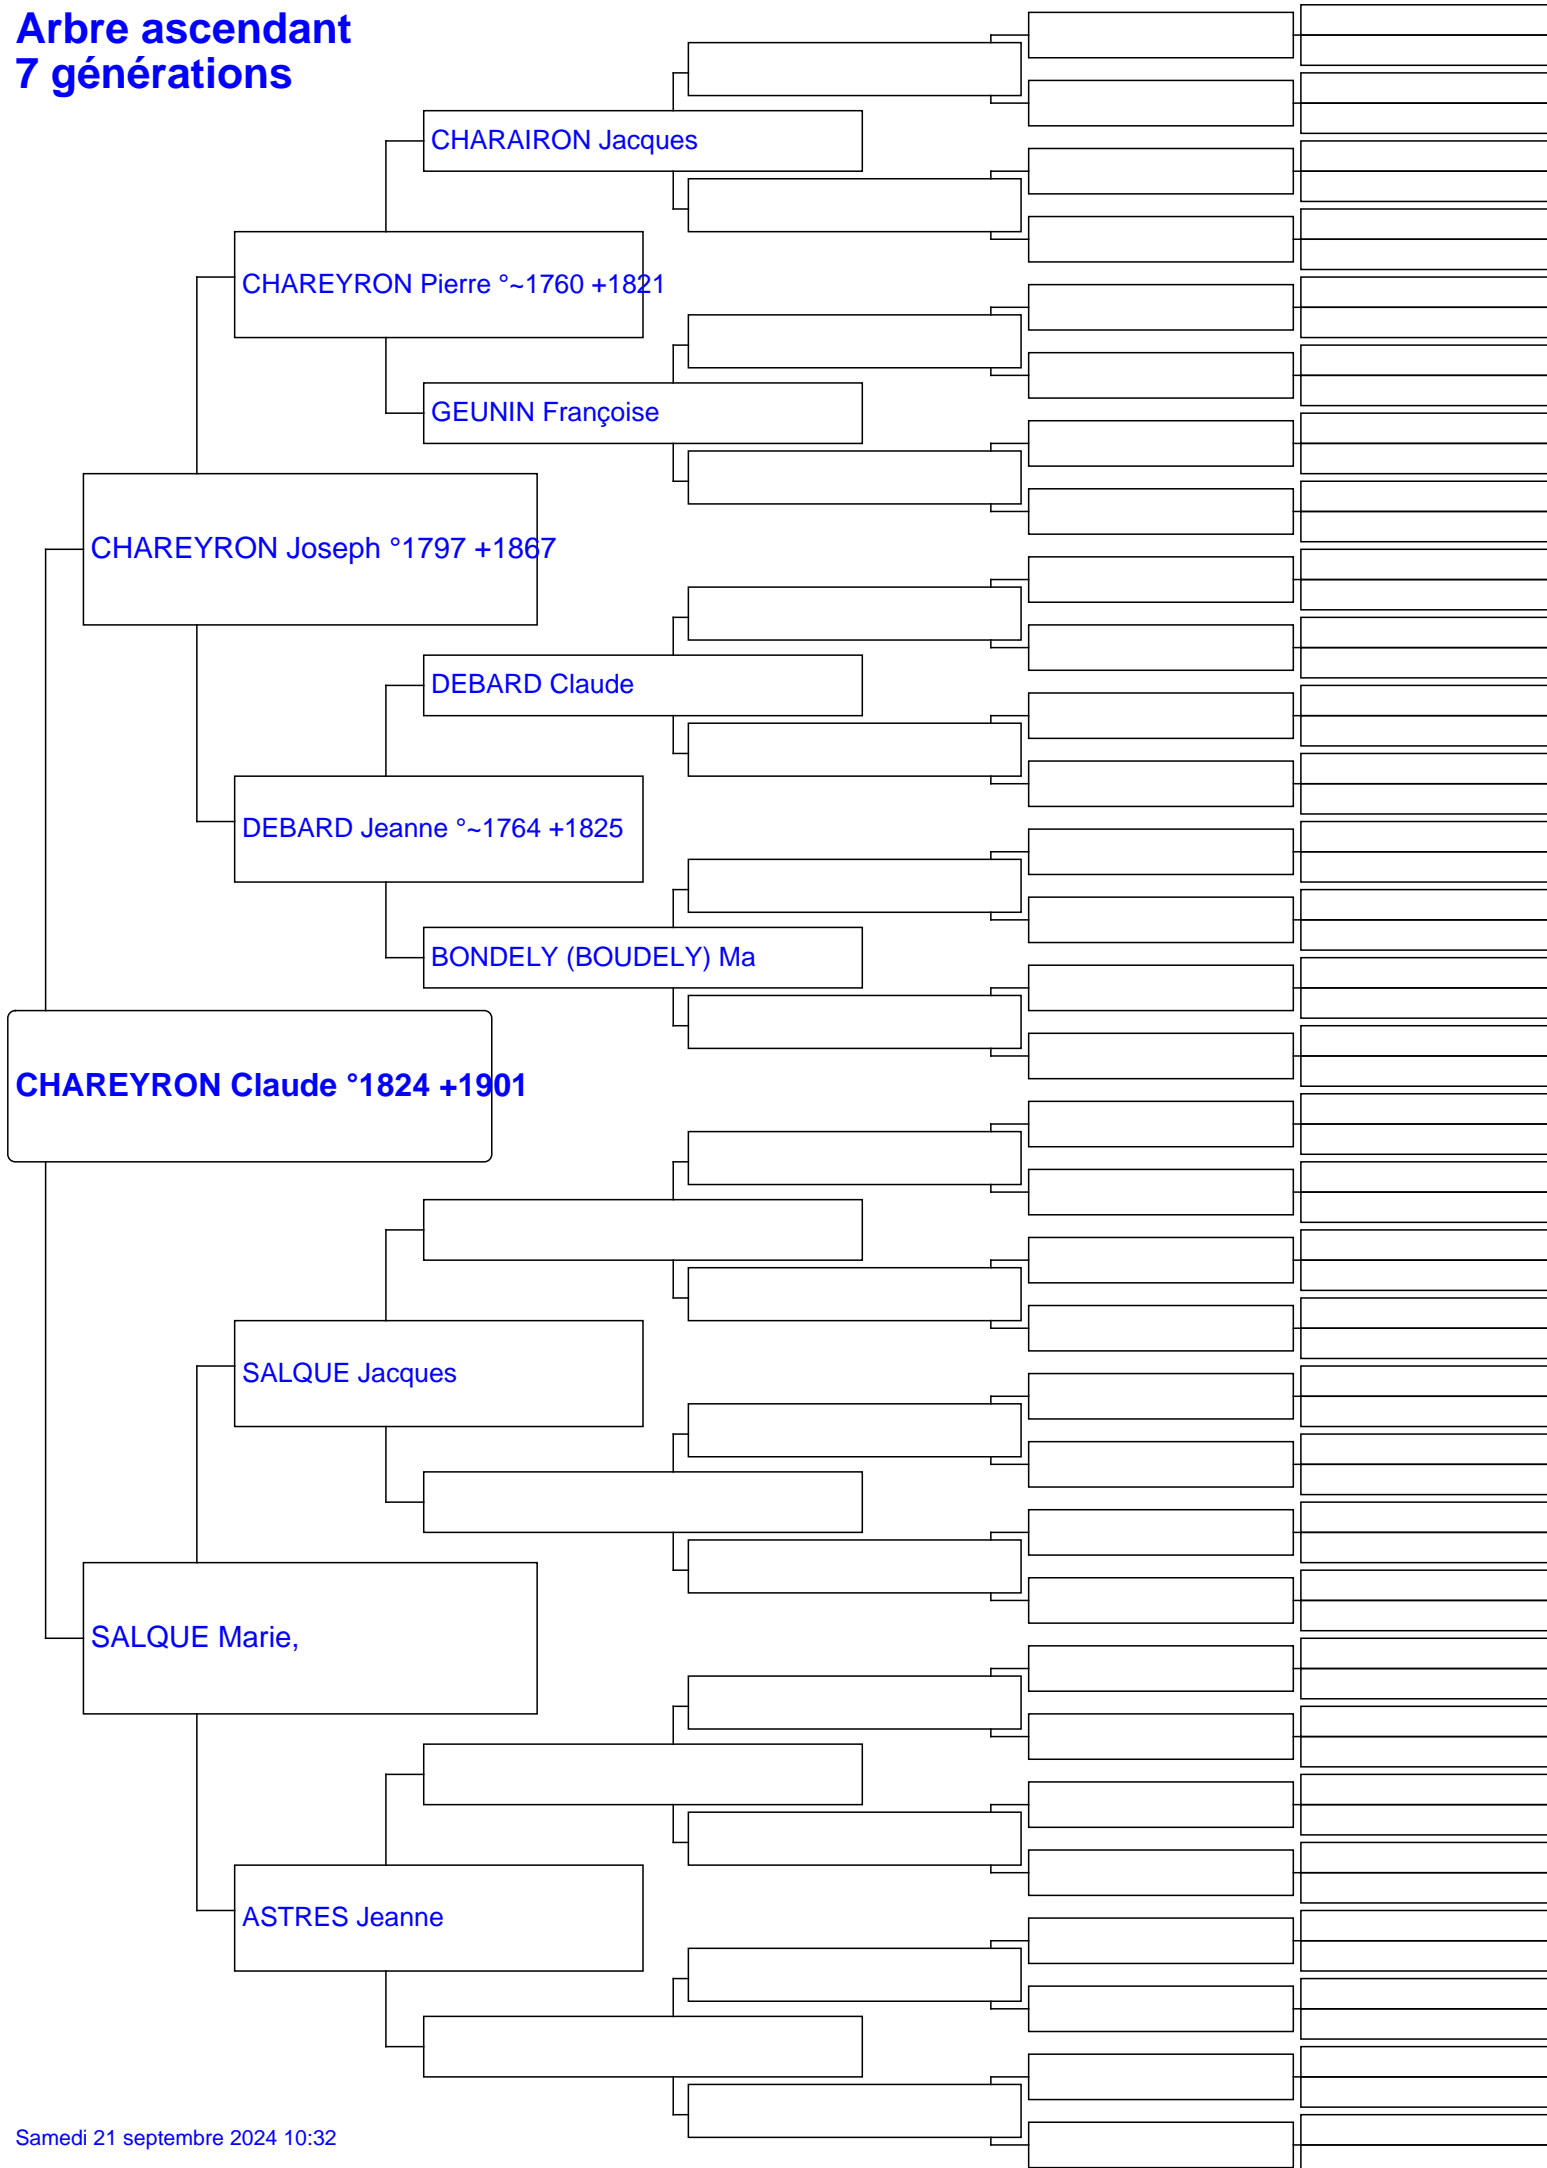 Arbre ascendant
7 générations
CHARAIRON Jacques
CHAREYRON Pierre °~1760 +1821
GEUNIN Françoise
CHAREYRON Joseph °1797 +1867
DEBARD Claude
DEBARD Jeanne °~1764 +1825
BONDELY (BOUDELY) Ma
CHAREYRON Claude °1824 +1901
SALQUE Jacques
SALQUE Marie,
ASTRES Jeanne
Samedi 21 septembre 2024 10:32